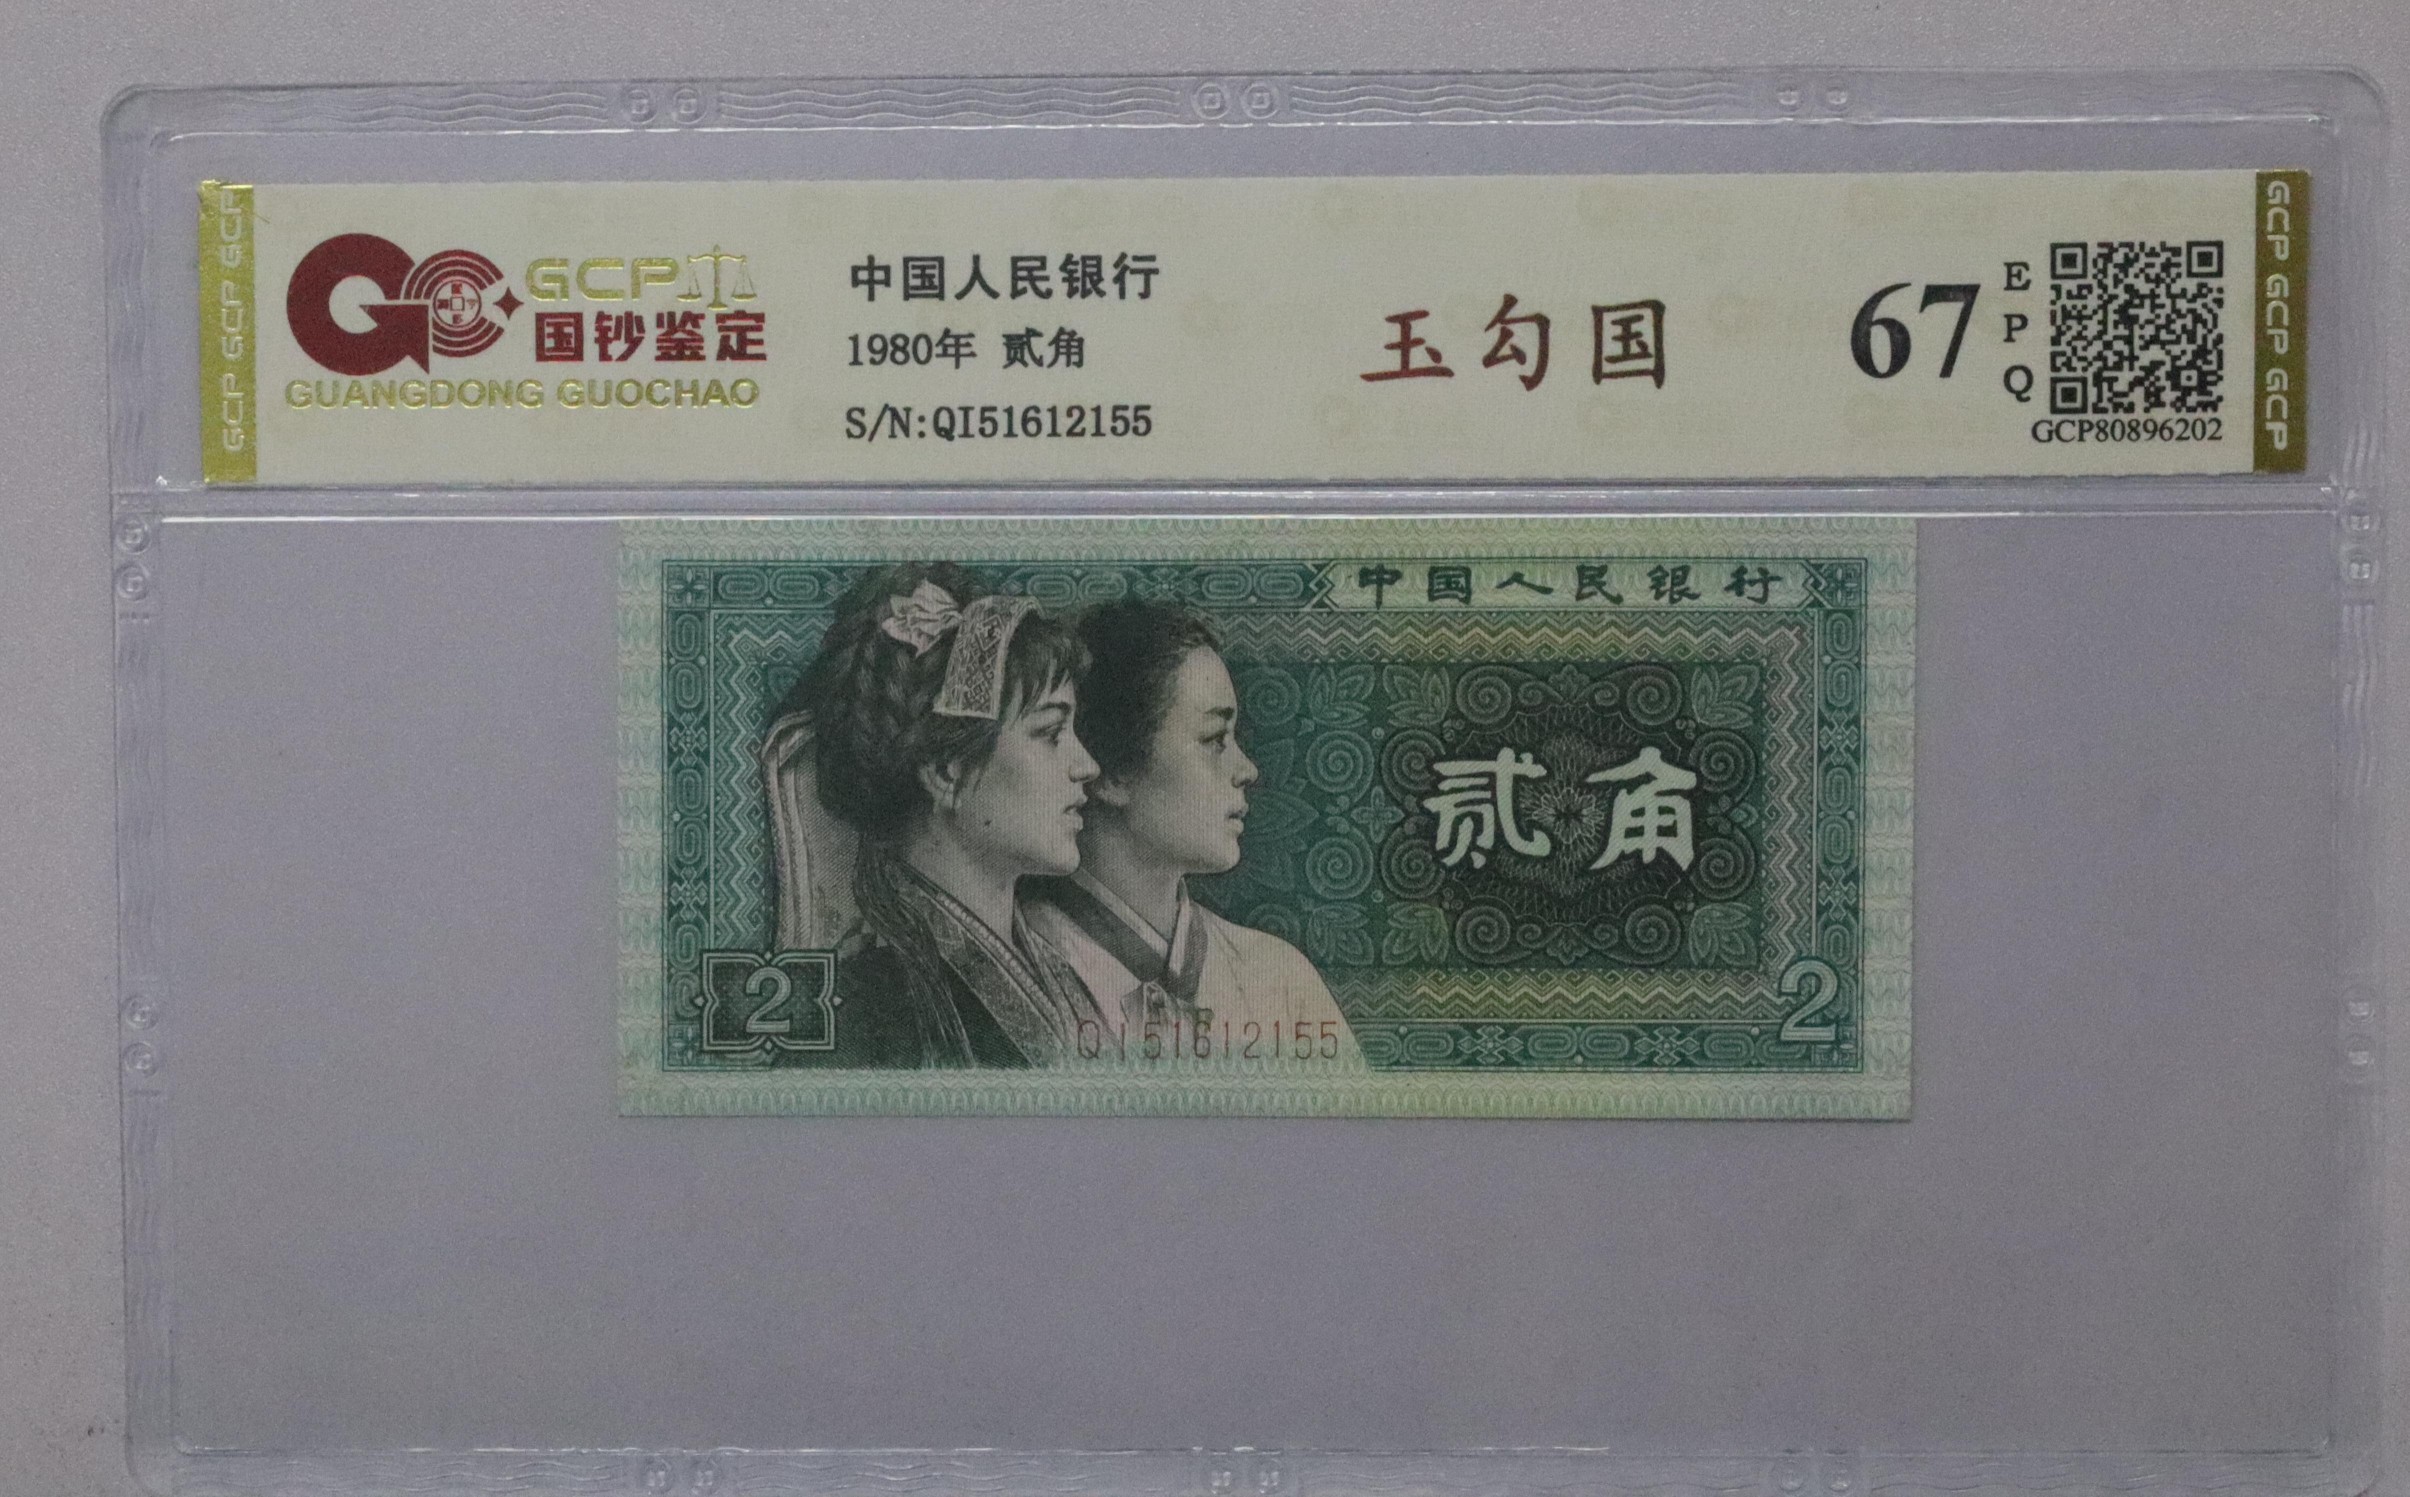 GCP
国钞鉴定
GUANGDONG GUOCHAO
中国人民银行
1980年 贰角
S/N:QI51612155
玉勾国
67
EPQ
GCP80896202
GCP GCP GCP
GCP GCP GCP
中国人民银行
贰角
2
2
QI51612155